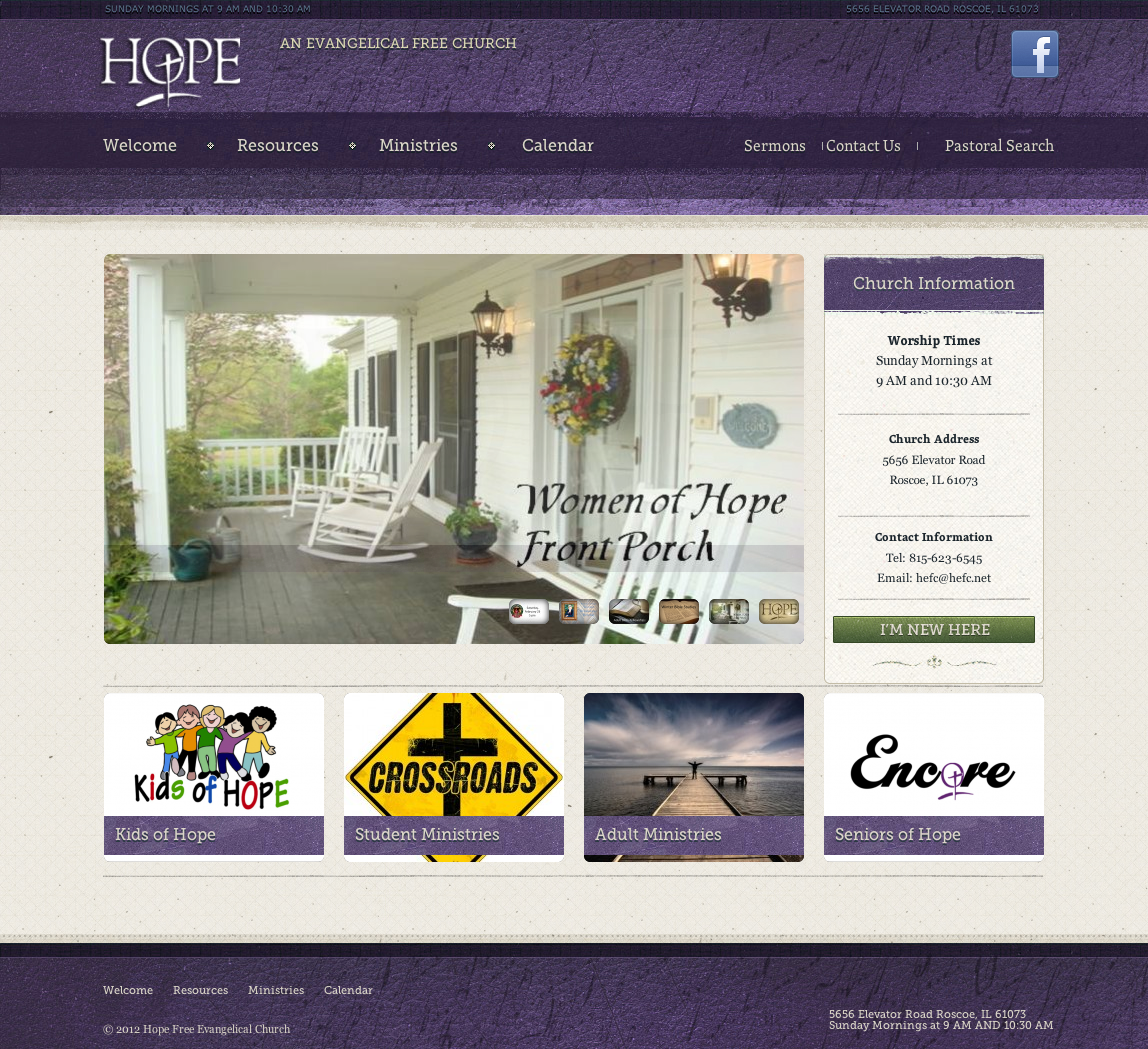 SUNDAY MORNINGS AT 9 AM AND 10:30 AM
5656 ELEVATOR ROAD ROSCOE, IL 61073
HOPE
AN EVANGELICAL FREE CHURCH
f
Welcome
Resources
Ministries
Calendar
Sermons
Contact Us
Pastoral Search
WELCOME
Women of Hope
Front Porch
HOPE
Church Information
Worship Times
Sunday Mornings at
9 AM and 10:30 AM
Church Address
5656 Elevator Road
Roscoe, IL 61073
Contact Information
Tel: 815-623-6545
Email: hefc@hefc.net
I'M NEW HERE
Kids of HOPE
Kids of Hope
CROSSROADS
Student Ministries
Adult Ministries
Encore
Seniors of Hope
Welcome
Resources
Ministries
Calendar
© 2012 Hope Free Evangelical Church
5656 Elevator Road Roscoe, IL 61073
Sunday Mornings at 9 AM AND 10:30 AM